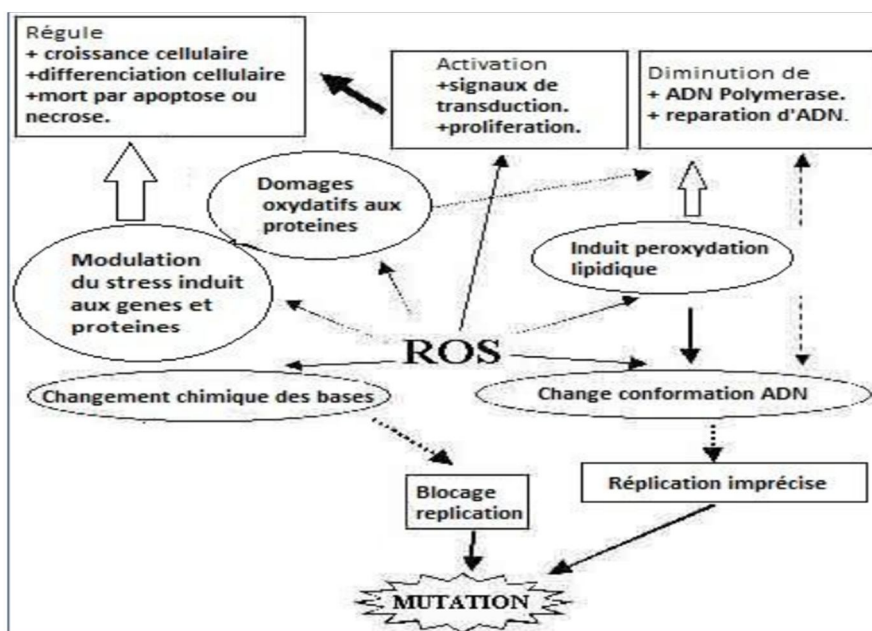 Régule
+ croissance cellulaire
+differenciation cellulaire
+mort par apoptose ou
necrose.
Activation
+signaux de
transduction.
+proliferation.
Diminution de
+ ADN Polymerase.
+ reparation d'ADN.
Domages
oxydatifs aux
proteines
Modulation
du stress induit
aux genes et
proteines
Induit peroxydation
lipidique
ROS
Changement chimique des bases
Change conformation ADN
Blocage
replication
Réplication imprécise
MUTATION